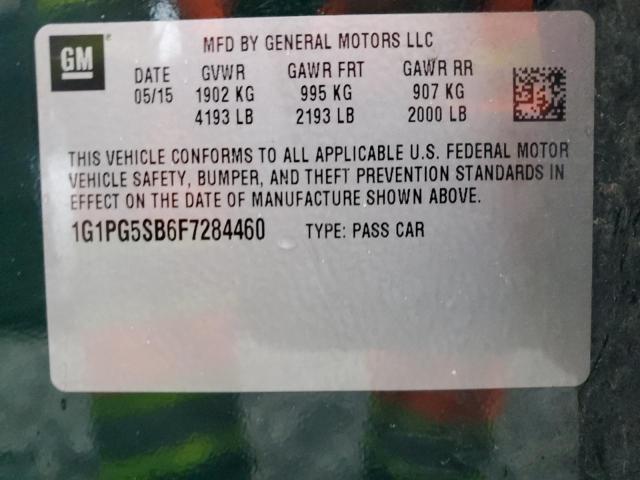 GM
MFD BY GENERAL MOTORS LLC
DATE GVWR GAWR FRT GAWR RR
05/15 1902 KG 995 KG 907 KG
4193 LB 2193 LB 2000 LB
THIS VEHICLE CONFORMS TO ALL APPLICABLE U.S. FEDERAL MOTOR
VEHICLE SAFETY, BUMPER, AND THEFT PREVENTION STANDARDS IN
EFFECT ON THE DATE OF MANUFACTURE SHOWN ABOVE.
1G1PG5SB6F7284460 TYPE: PASS CAR